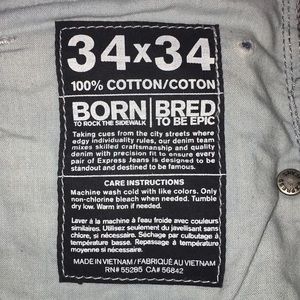 34x34
100% COTTON/COTON
BORN BRED
TO ROCK THE SIDEWALK TO BE EPIC
Taking cues from the city streets where
edgy individuality rules, our denim team
mixes skilled craftsmanship and quality
denim with precision fit to ensure every
pair of Express Jeans is designed to be
standout and destined to be famous.
CARE INSTRUCTIONS
Machine wash cold with like colors. Only
non-chlorine bleach when needed. Tumble
dry low. Warm iron if needed.
Laver à la machine à l'eau froide avec couleurs
similaires. Utilisez seulement du javellisant sans
chlore, si nécessaire. Séchage par culbutage à
température basse. Repassage à température
moyenne si nécessaire.
MADE IN VIETNAM / FABRIQUÉ AU VIETNAM
RN# 55285 CA# 56842